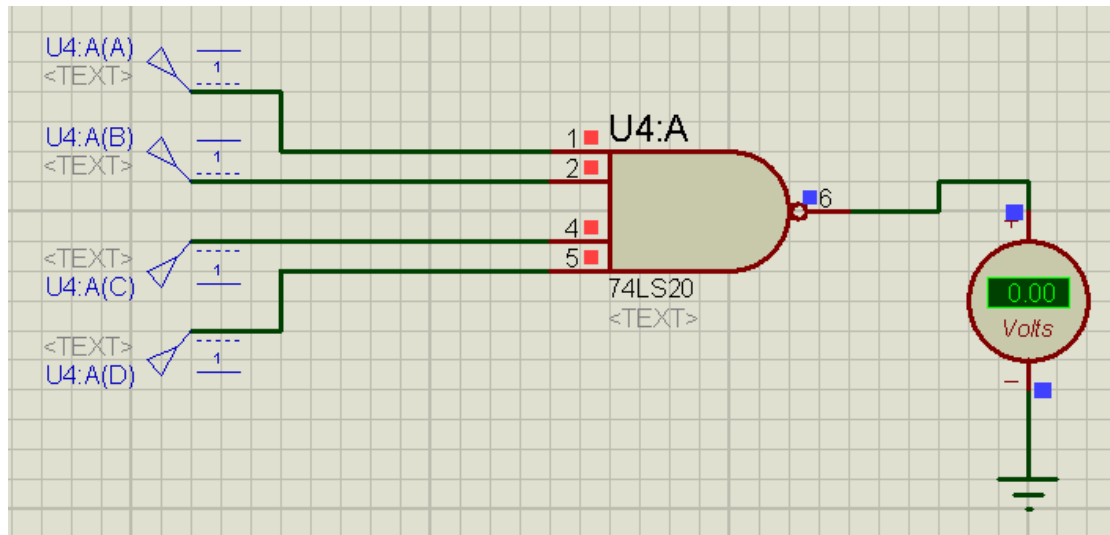 U4:A(A)
<TEXT>
1
U4:A(B)
<TEXT>
1
<TEXT>
U4:A(C)
1
<TEXT>
U4:A(D)
1
U4:A
1
2
4
5
6
74LS20
<TEXT>
+
0.00
Volts
−